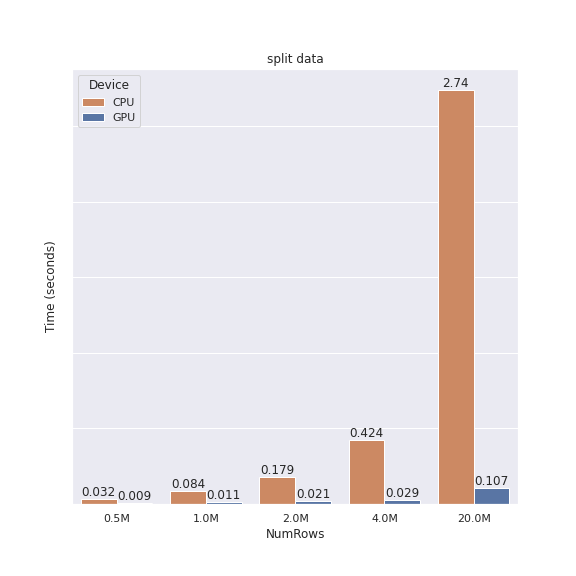 split data
Device
CPU
GPU
Time (seconds)
2.74
0.424
0.179
0.107
0.084
0.032
0.009
0.011
0.021
0.029
0.5M 1.0M 2.0M 4.0M 20.0M
NumRows